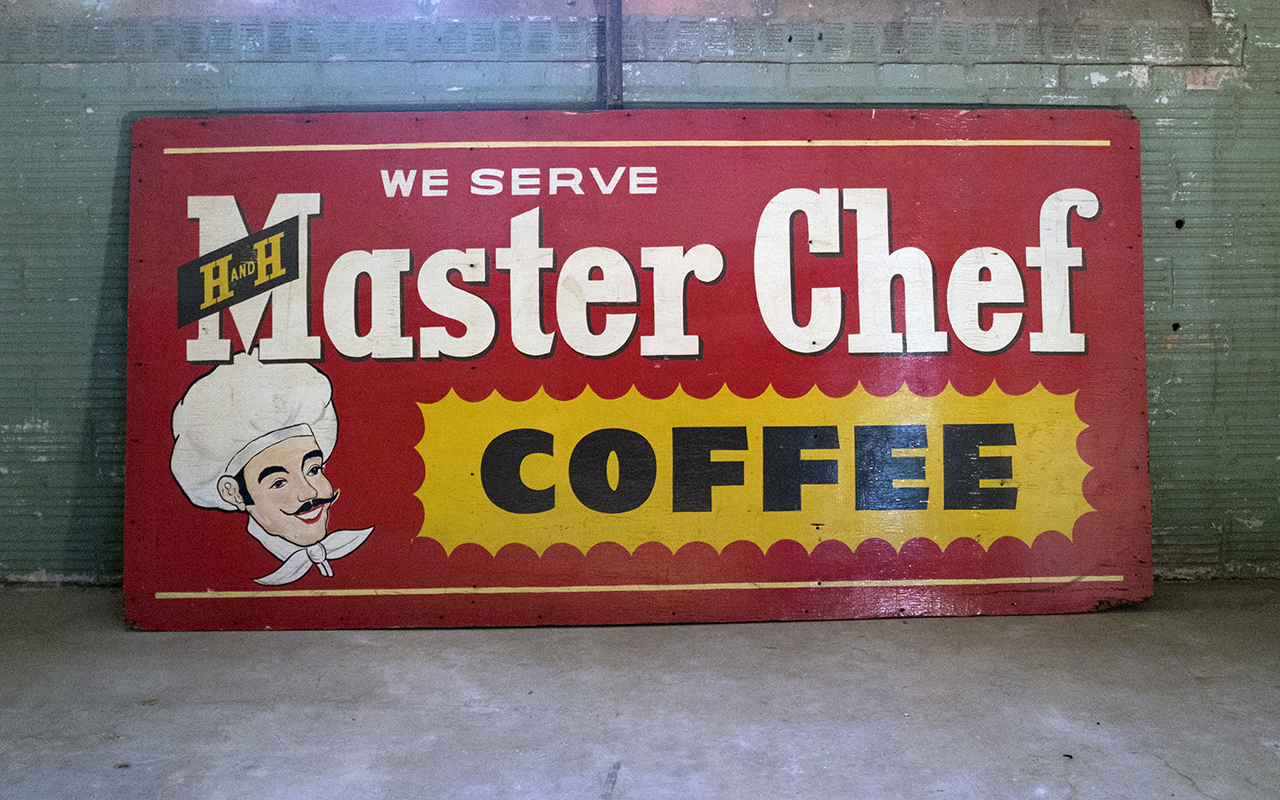 WE SERVE
H AND H
Master Chef
COFFEE